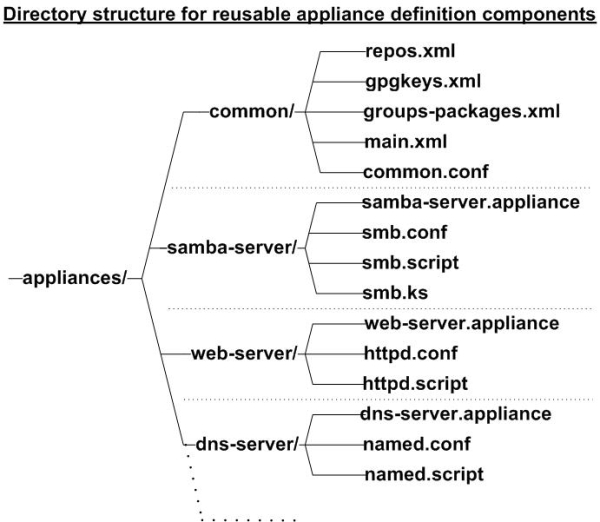 Directory structure for reusable appliance definition components
appliances/
common/
repos.xml
gpgkeys.xml
groups-packages.xml
main.xml
common.conf
samba-server/
samba-server.appliance
smb.conf
smb.script
smb.ks
web-server/
web-server.appliance
httpd.conf
httpd.script
dns-server/
dns-server.appliance
named.conf
named.script